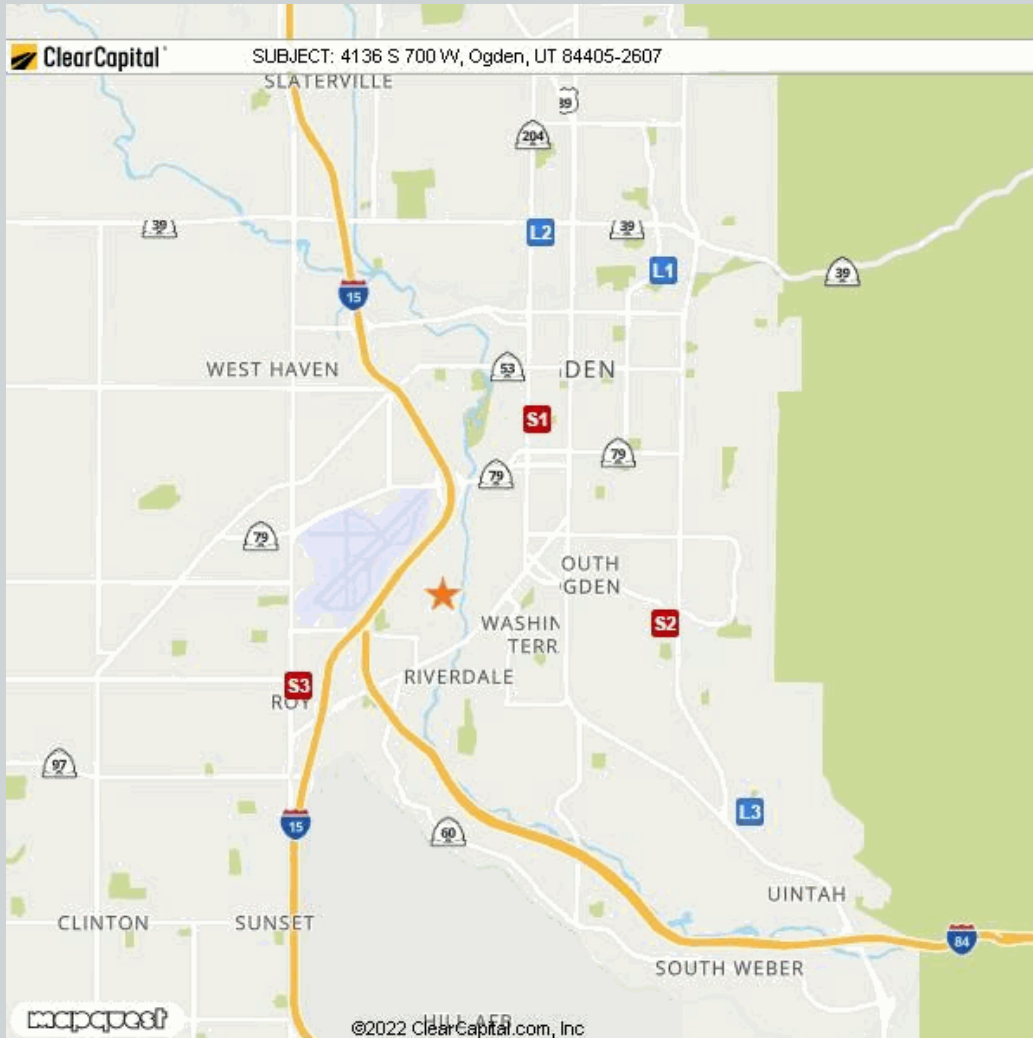 ClearCapital SUBJECT: 4136 S 700 W, Ogden, UT 84405-2607
SLATERVILLE
89
204
39
L2
39
L1
39
15
WEST HAVEN
53
DEN
S1
79
79
79
OUTH
GDEN
S2
WASHIN
TERR
RIVERDALE
S3
ROY
97
L3
15
60
UINTAH
CLINTON
SUNSET
84
SOUTH WEBER
mapquest
HILL AFB
©2022 ClearCapital.com, Inc